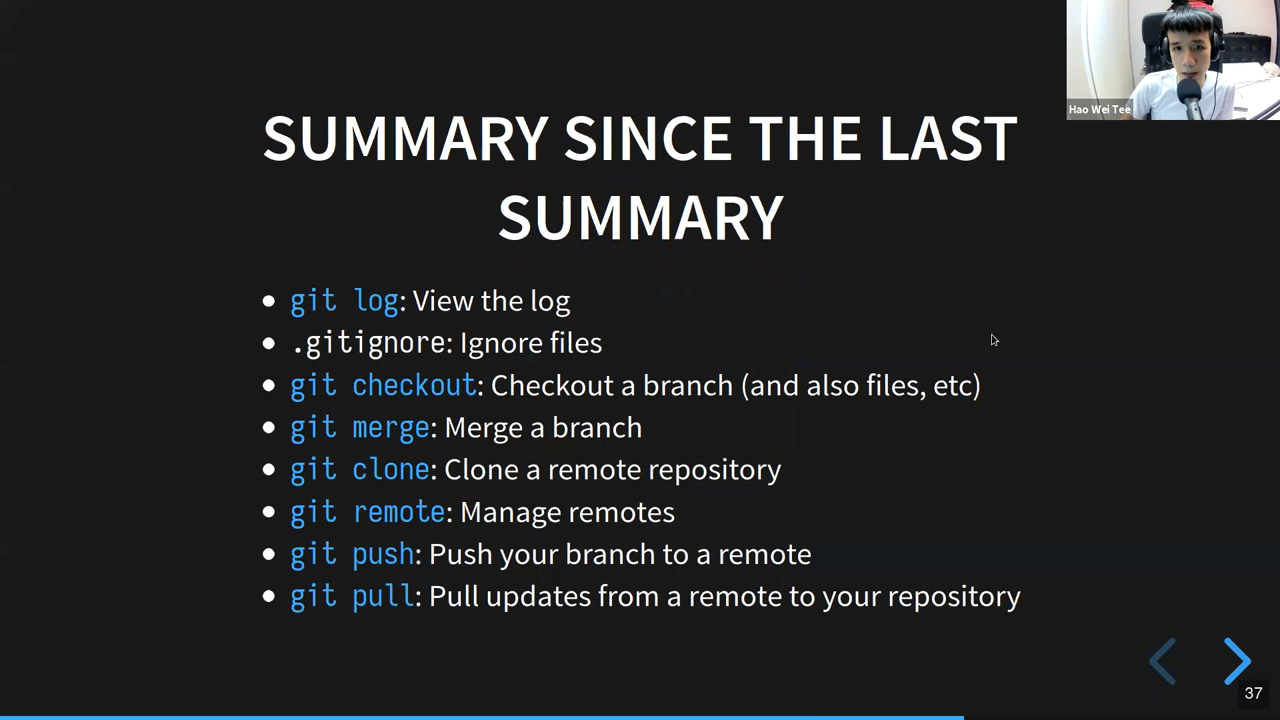 Hao Wei Tee
SUMMARY SINCE THE LAST
SUMMARY
git log: View the log
.gitignore: Ignore files
git checkout: Checkout a branch (and also files, etc)
git merge: Merge a branch
git clone: Clone a remote repository
git remote: Manage remotes
git push: Push your branch to a remote
git pull: Pull updates from a remote to your repository
37